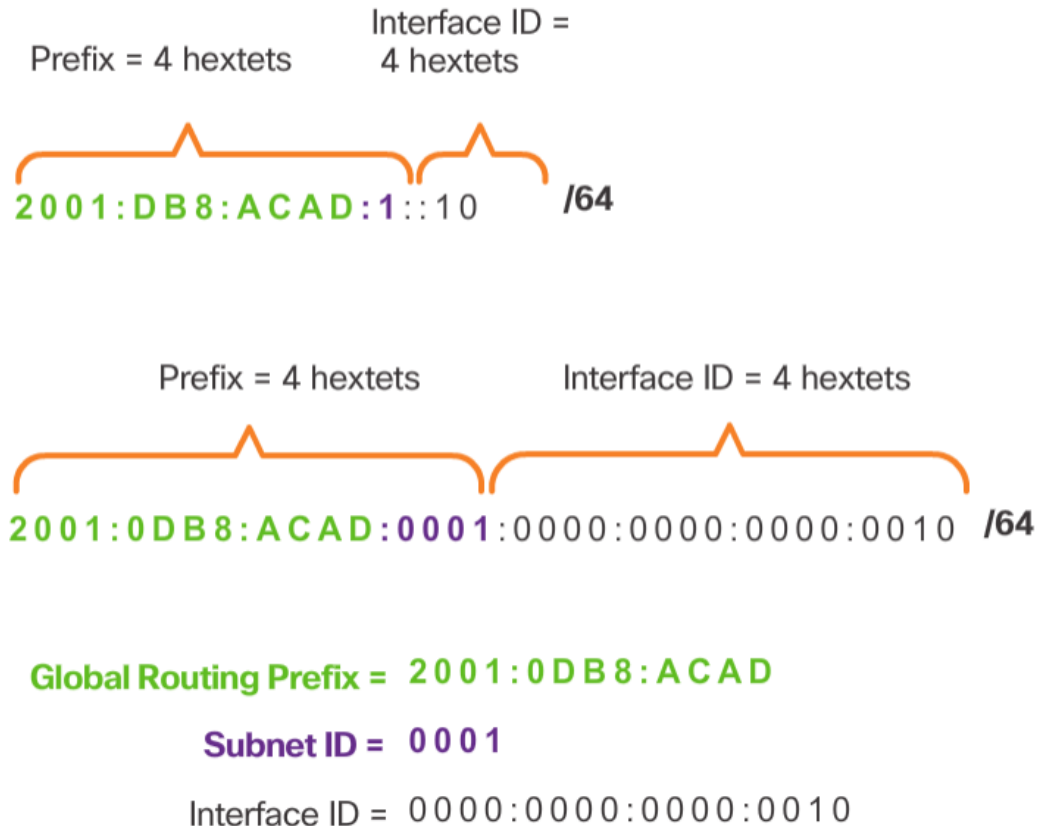 Interface ID =
Prefix = 4 hextets
4 hextets
2001:DB8:ACAD:1::10 /64
Prefix = 4 hextets Interface ID = 4 hextets
2001:0DB8:ACAD:0001:0000:0000:0000:0010 /64
Global Routing Prefix = 2001:0DB8:ACAD
Subnet ID = 0001
Interface ID = 0000:0000:0000:0010